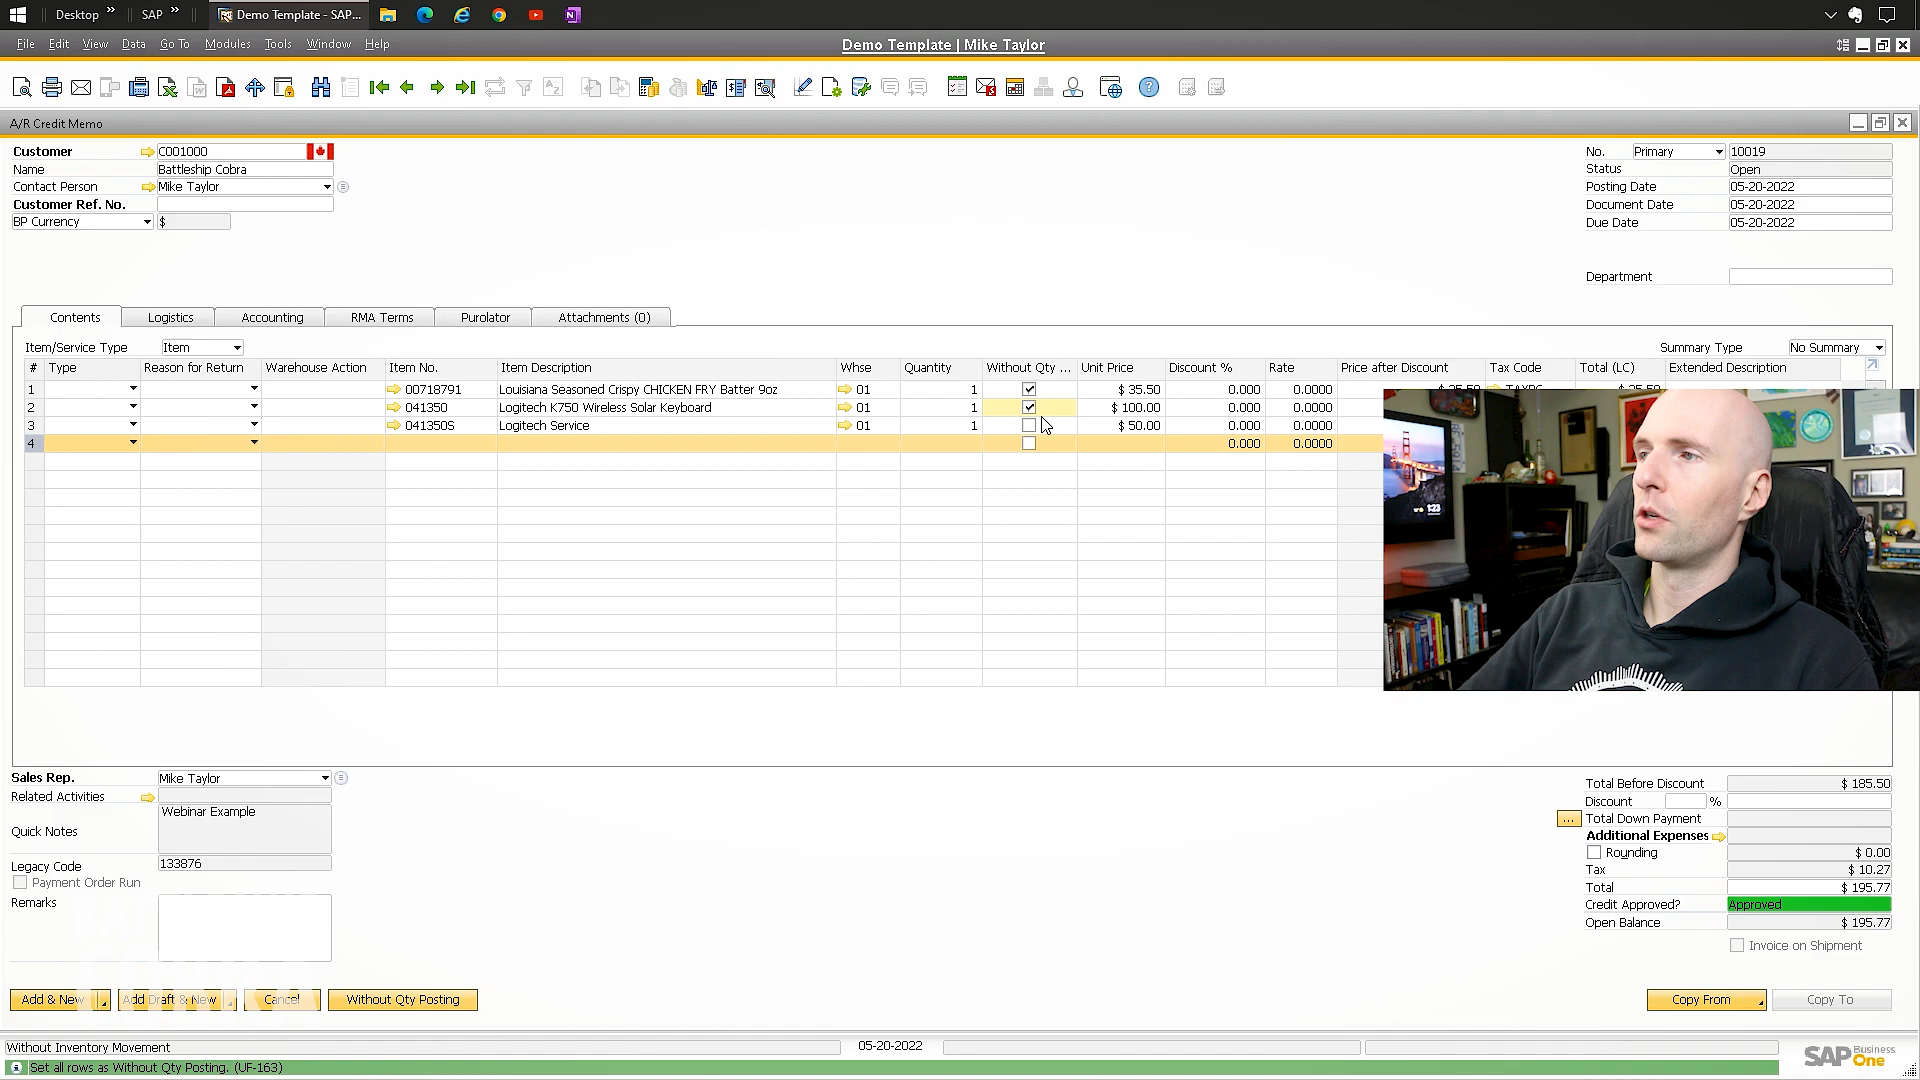 Desktop » SAP » Demo Template - SAP...
File Edit View Data Go To Modules Tools Window Help
Demo Template | Mike Taylor
A/R Credit Memo
Customer C001000
Name Battleship Cobra
Contact Person Mike Taylor
Customer Ref. No.
BP Currency $
No. Primary 10019
Status Open
Posting Date 05-20-2022
Document Date 05-20-2022
Due Date 05-20-2022
Department
Contents Logistics Accounting RMA Terms Purolator Attachments (0)
Item/Service Type Item Summary Type No Summary
# Type Reason for Return Warehouse Action Item No. Item Description Whse Quantity Without Qty ... Unit Price Discount % Rate Price after Discount Tax Code Total (LC) Extended Description
1 00718791 Louisiana Seasoned Crispy CHICKEN FRY Batter 9oz 01 1 $ 35.50 0.000 0.0000
2 041350 Logitech K750 Wireless Solar Keyboard 01 1 $ 100.00 0.000 0.0000
3 041350S Logitech Service 01 1 $ 50.00 0.000 0.0000
4 0.000 0.0000
1:23
Sales Rep. Mike Taylor
Related Activities
Quick Notes Webinar Example
Legacy Code 133876
Payment Order Run
Remarks
Total Before Discount $ 185.50
Discount %
... Total Down Payment
Additional Expenses
Rounding $ 0.00
Tax $ 10.27
Total $ 195.77
Credit Approved? Approved
Open Balance $ 195.77
Invoice on Shipment
Add & New Add Draft & New Cancel Without Qty Posting Copy From Copy To
Without Inventory Movement 05-20-2022
Set all rows as Without Qty Posting. (UF-163)
SAP Business One